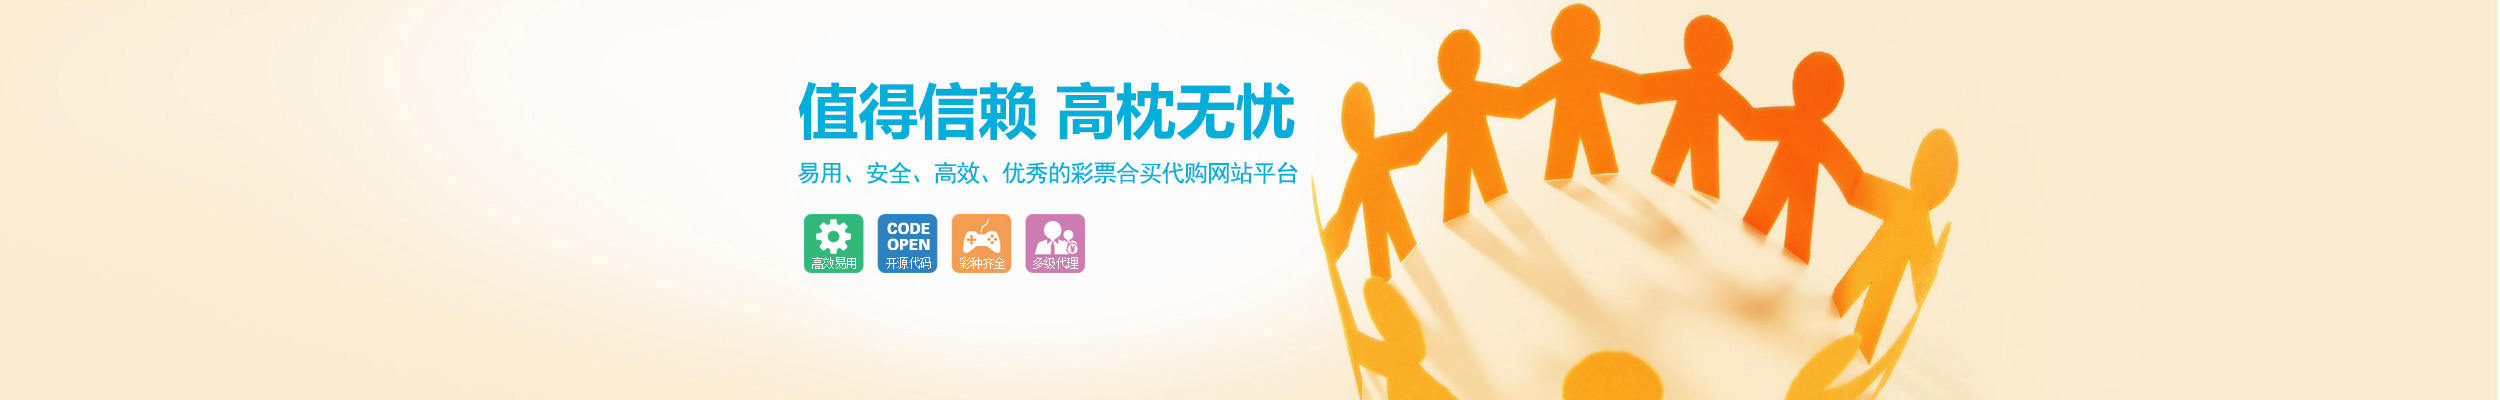 值得信赖 高枕无忧
易用、安全、高效、优秀的彩票合买代购网站平台
高效易用
CODE
OPEN
开源代码
彩种齐全
多级代理